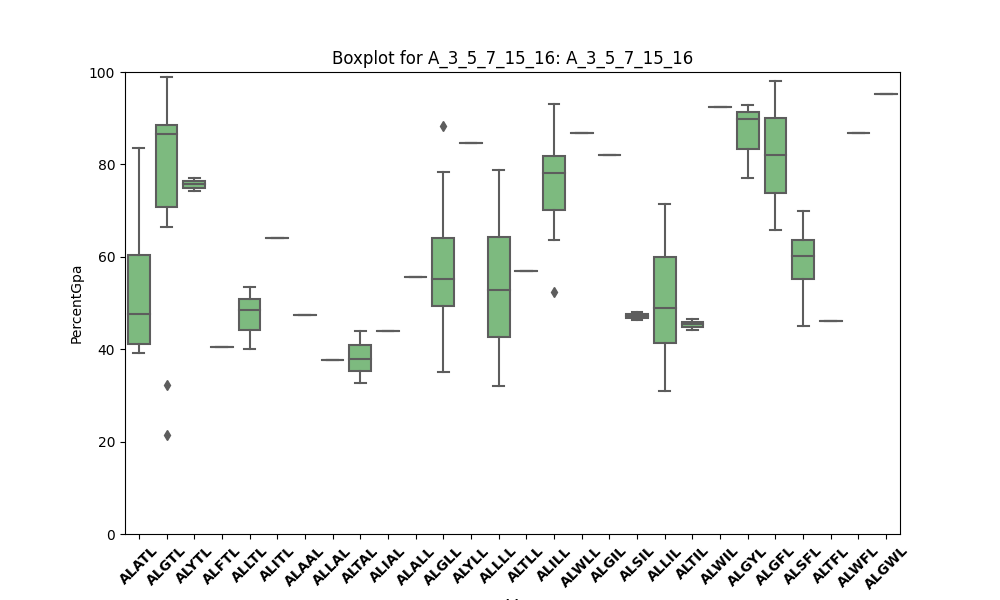 Boxplot for A_3_5_7_15_16: A_3_5_7_15_16
100
80
60
40
20
0
PercentGpa
ALATL
ALGTL
ALYTL
ALFTL
ALLTL
ALITL
ALAAL
ALLAL
ALTAL
ALIAL
ALALL
ALGLL
ALYLL
ALLLL
ALTLL
ALILL
ALWLL
ALGIL
ALSIL
ALLIL
ALTIL
ALWIL
ALGYL
ALGFL
ALSFL
ALTFL
ALWFL
ALGWL